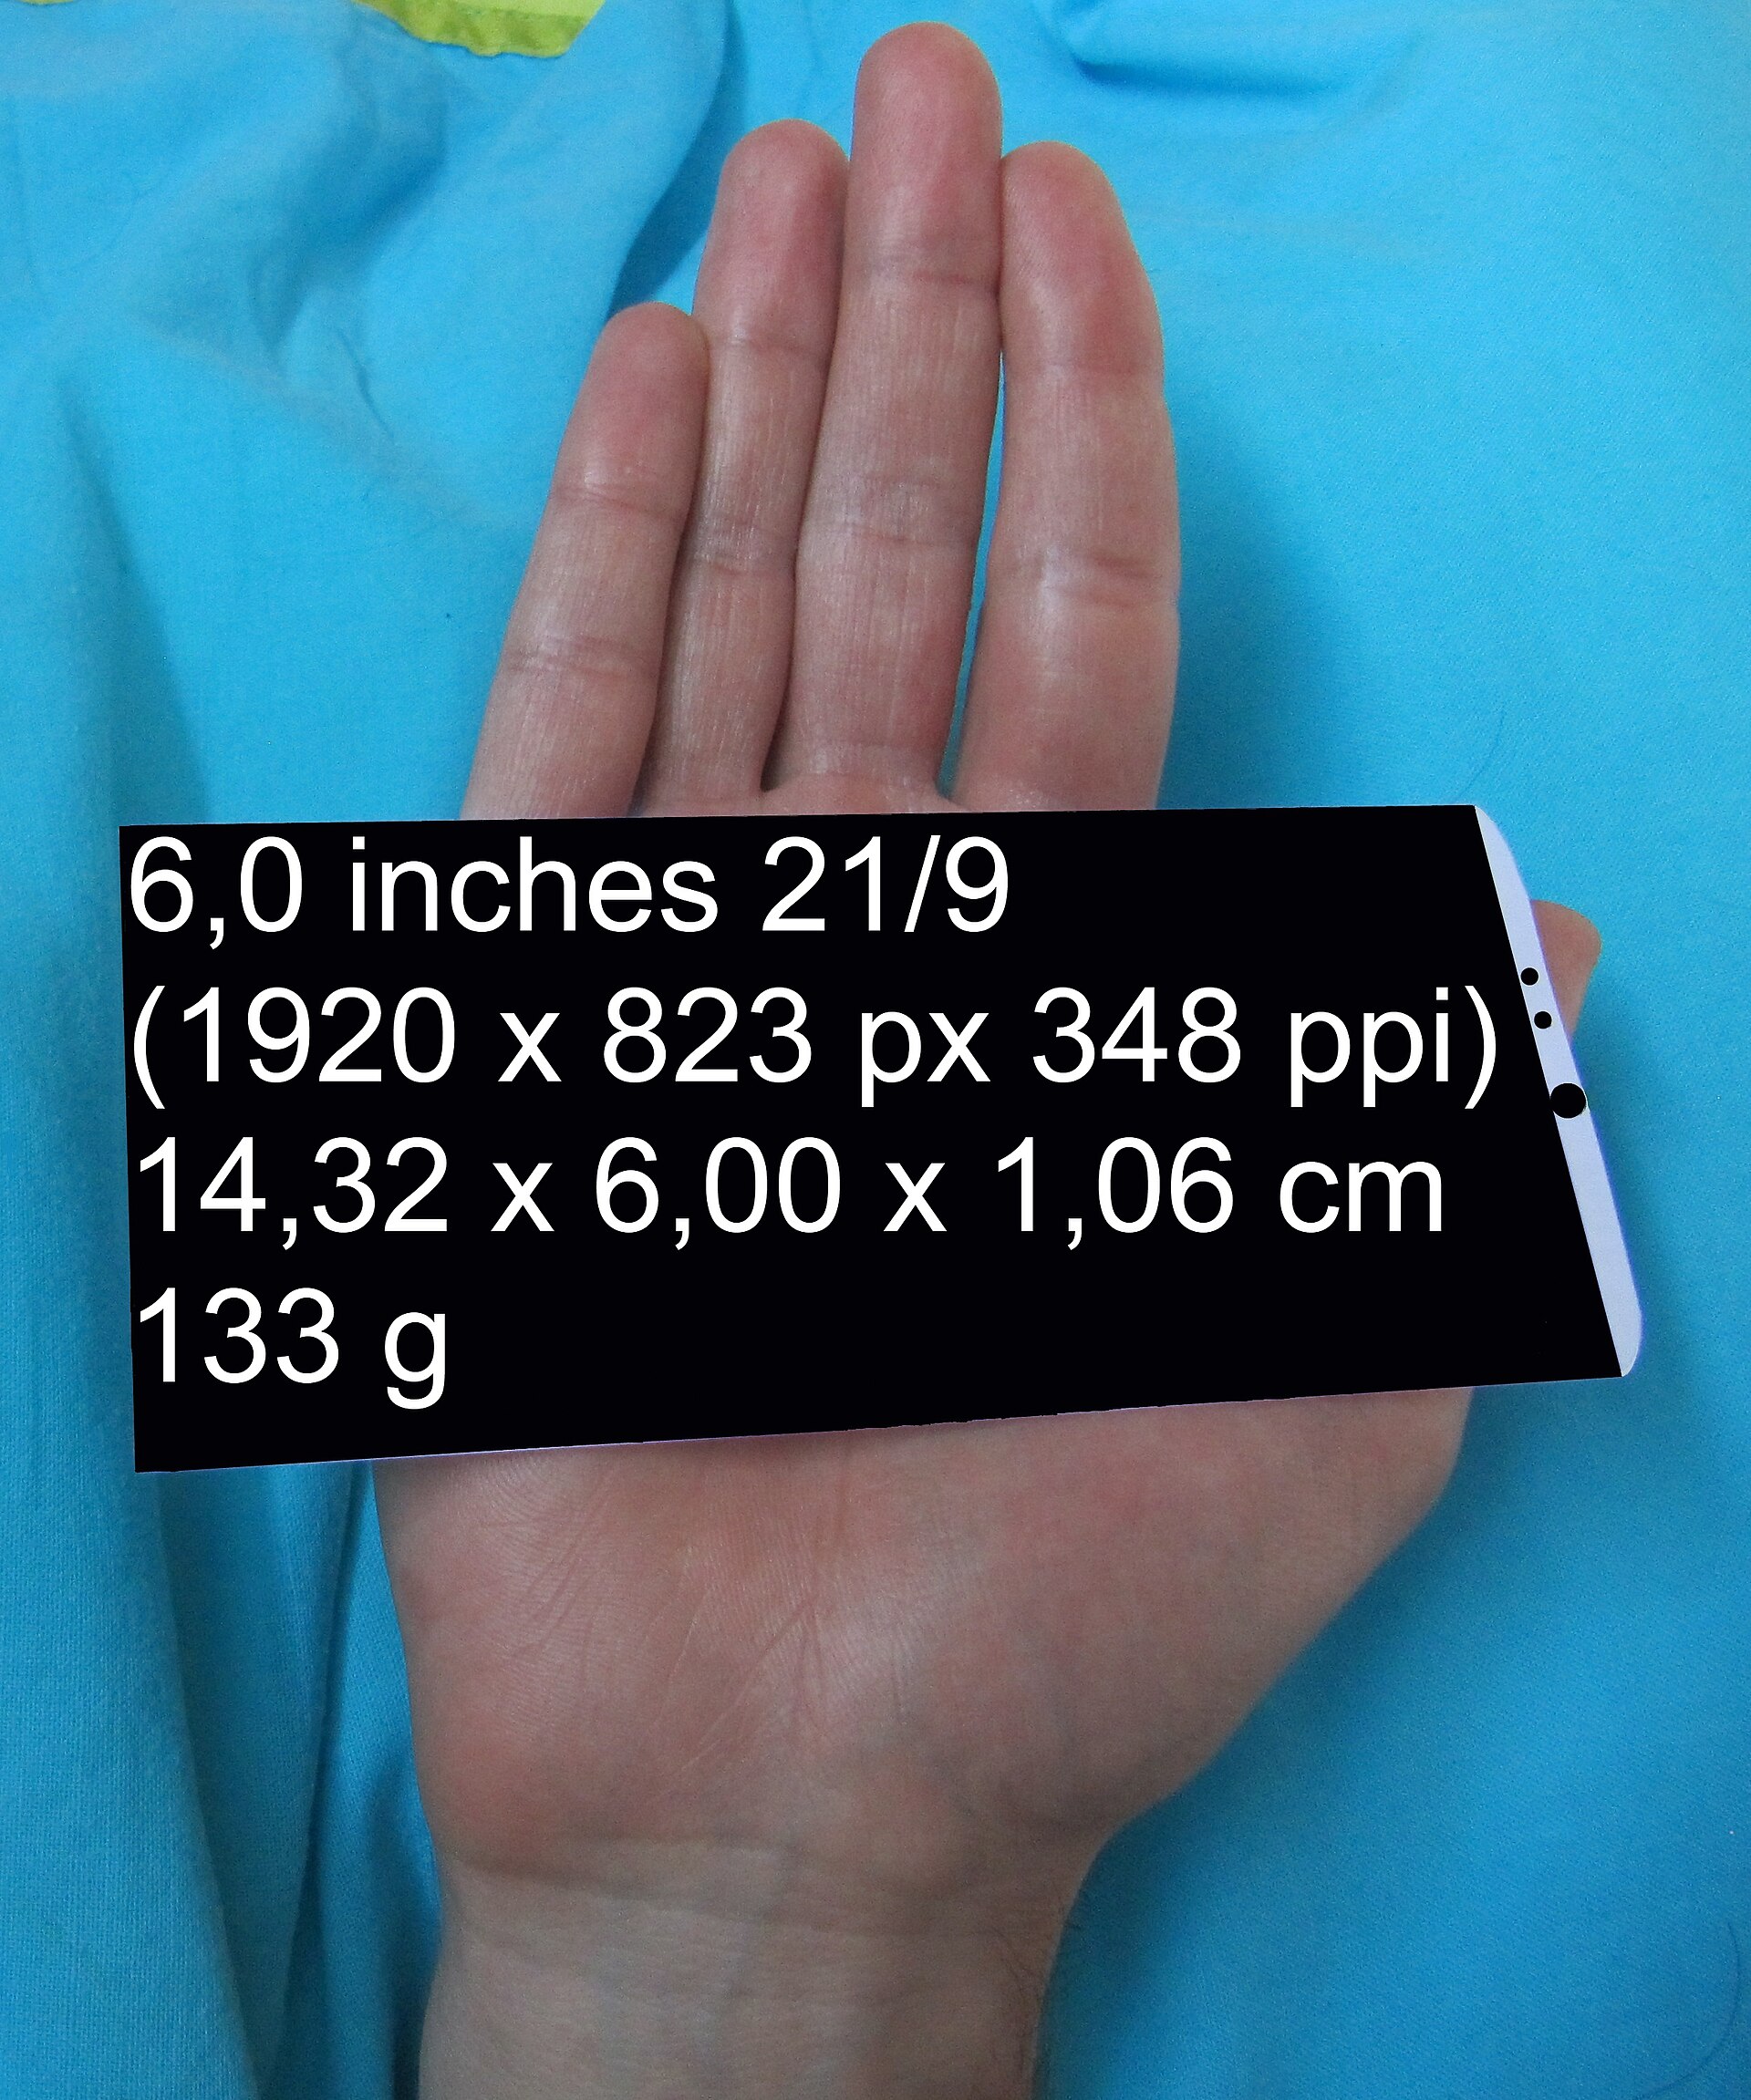 6,0 inches 21/9
(1920 x 823 px 348 ppi)
14,32 x 6,00 x 1,06 cm
133 g